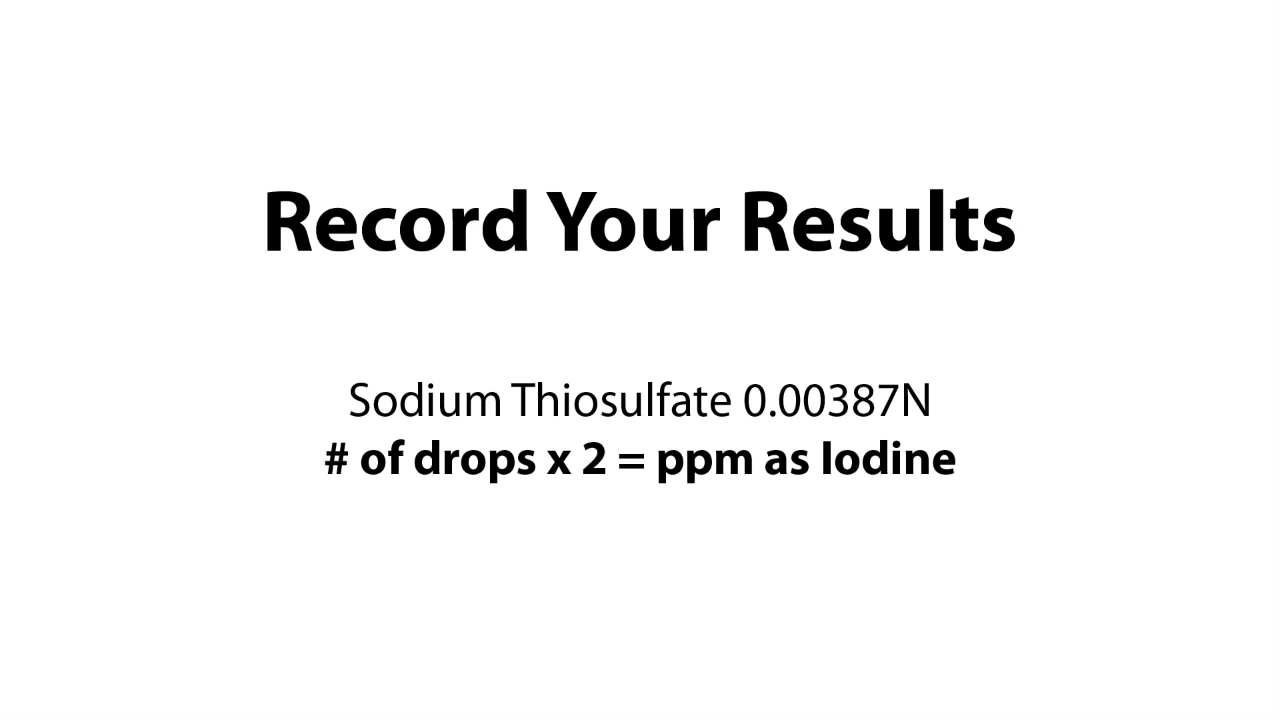 Record Your Results
Sodium Thiosulfate 0.00387N
# of drops x 2 = ppm as Iodine